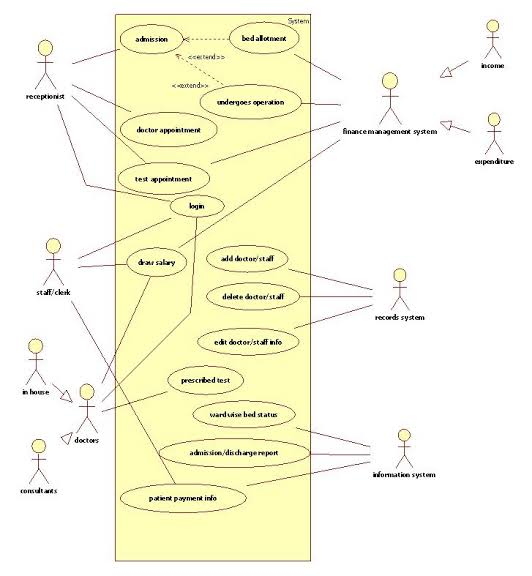 System
admission
bed allotment
<<extend>>
<<extend>>
undergoes operation
receptionist
income
doctor appointment
finance management system
expenditure
test appointment
login
draw salary
add doctor/staff
staff/clerk
delete doctor/staff
records system
edit doctor/staff info
prescribed test
in house
ward wise bed status
doctors
admission/discharge report
information system
consultants
patient payment info